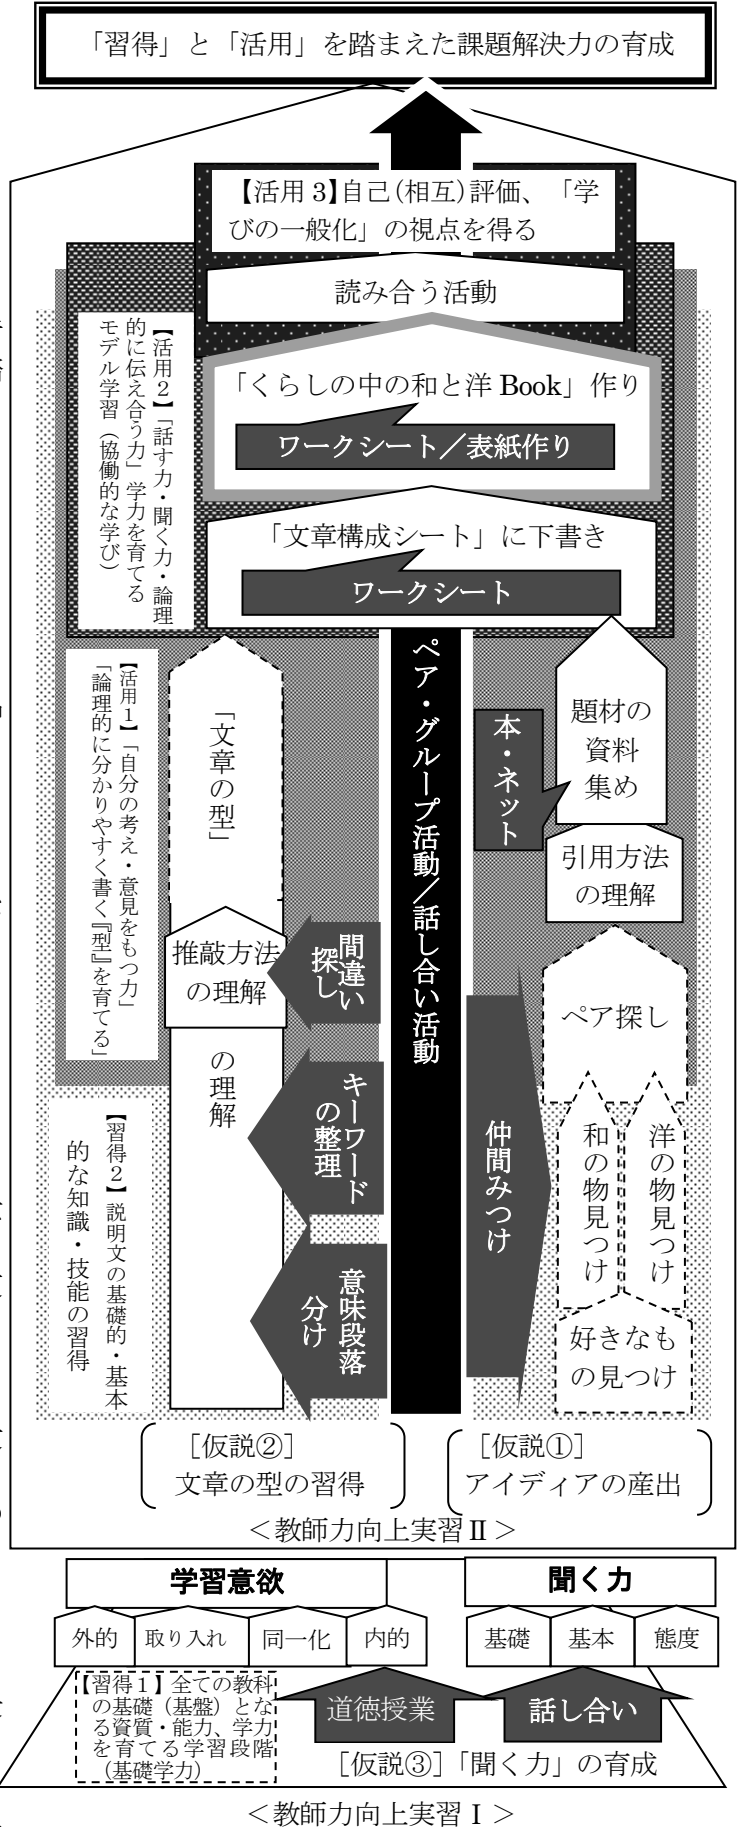 「習得」と「活用」を踏まえた課題解決力の育成
【活用3】自己(相互)評価、「学
びの一般化」の視点を得る
読み合う活動
【活用2】「話す力・聞く力・論理
的に伝え合う力」学力を育てる
モデル学習（協働的な学び）
「くらしの中の和と洋 Book」作り
ワークシート／表紙作り
「文章構成シート」に下書き
ワークシート
ペア・グループ活動／話し合い活動
【活用1】「自分の考え・意見をもつ力」
「論理的に分かりやすく書く『型』を育てる」
「文章の型」
推敲方法
の理解
の理解
間違い
探し
キーワード
の整理
意味段落
分け
本・ネット
題材の
資料
集め
引用方法
の理解
ペア探し
仲間みつけ
和の物見つけ
洋の物見つけ
好きなも
の見つけ
【習得2】説明文の基礎的・基本
的な知識・技能の習得
［仮説②］
文章の型の習得
［仮説①］
アイディアの産出
＜教師力向上実習Ⅱ＞
学習意欲
聞く力
外的
取り入れ
同一化
内的
基礎
基本
態度
【習得1】全ての教科
の基礎（基盤）とな
る資質・能力、学力
を育てる学習段階
（基礎学力）
道徳授業
話し合い
［仮説③］「聞く力」の育成
＜教師力向上実習Ⅰ＞